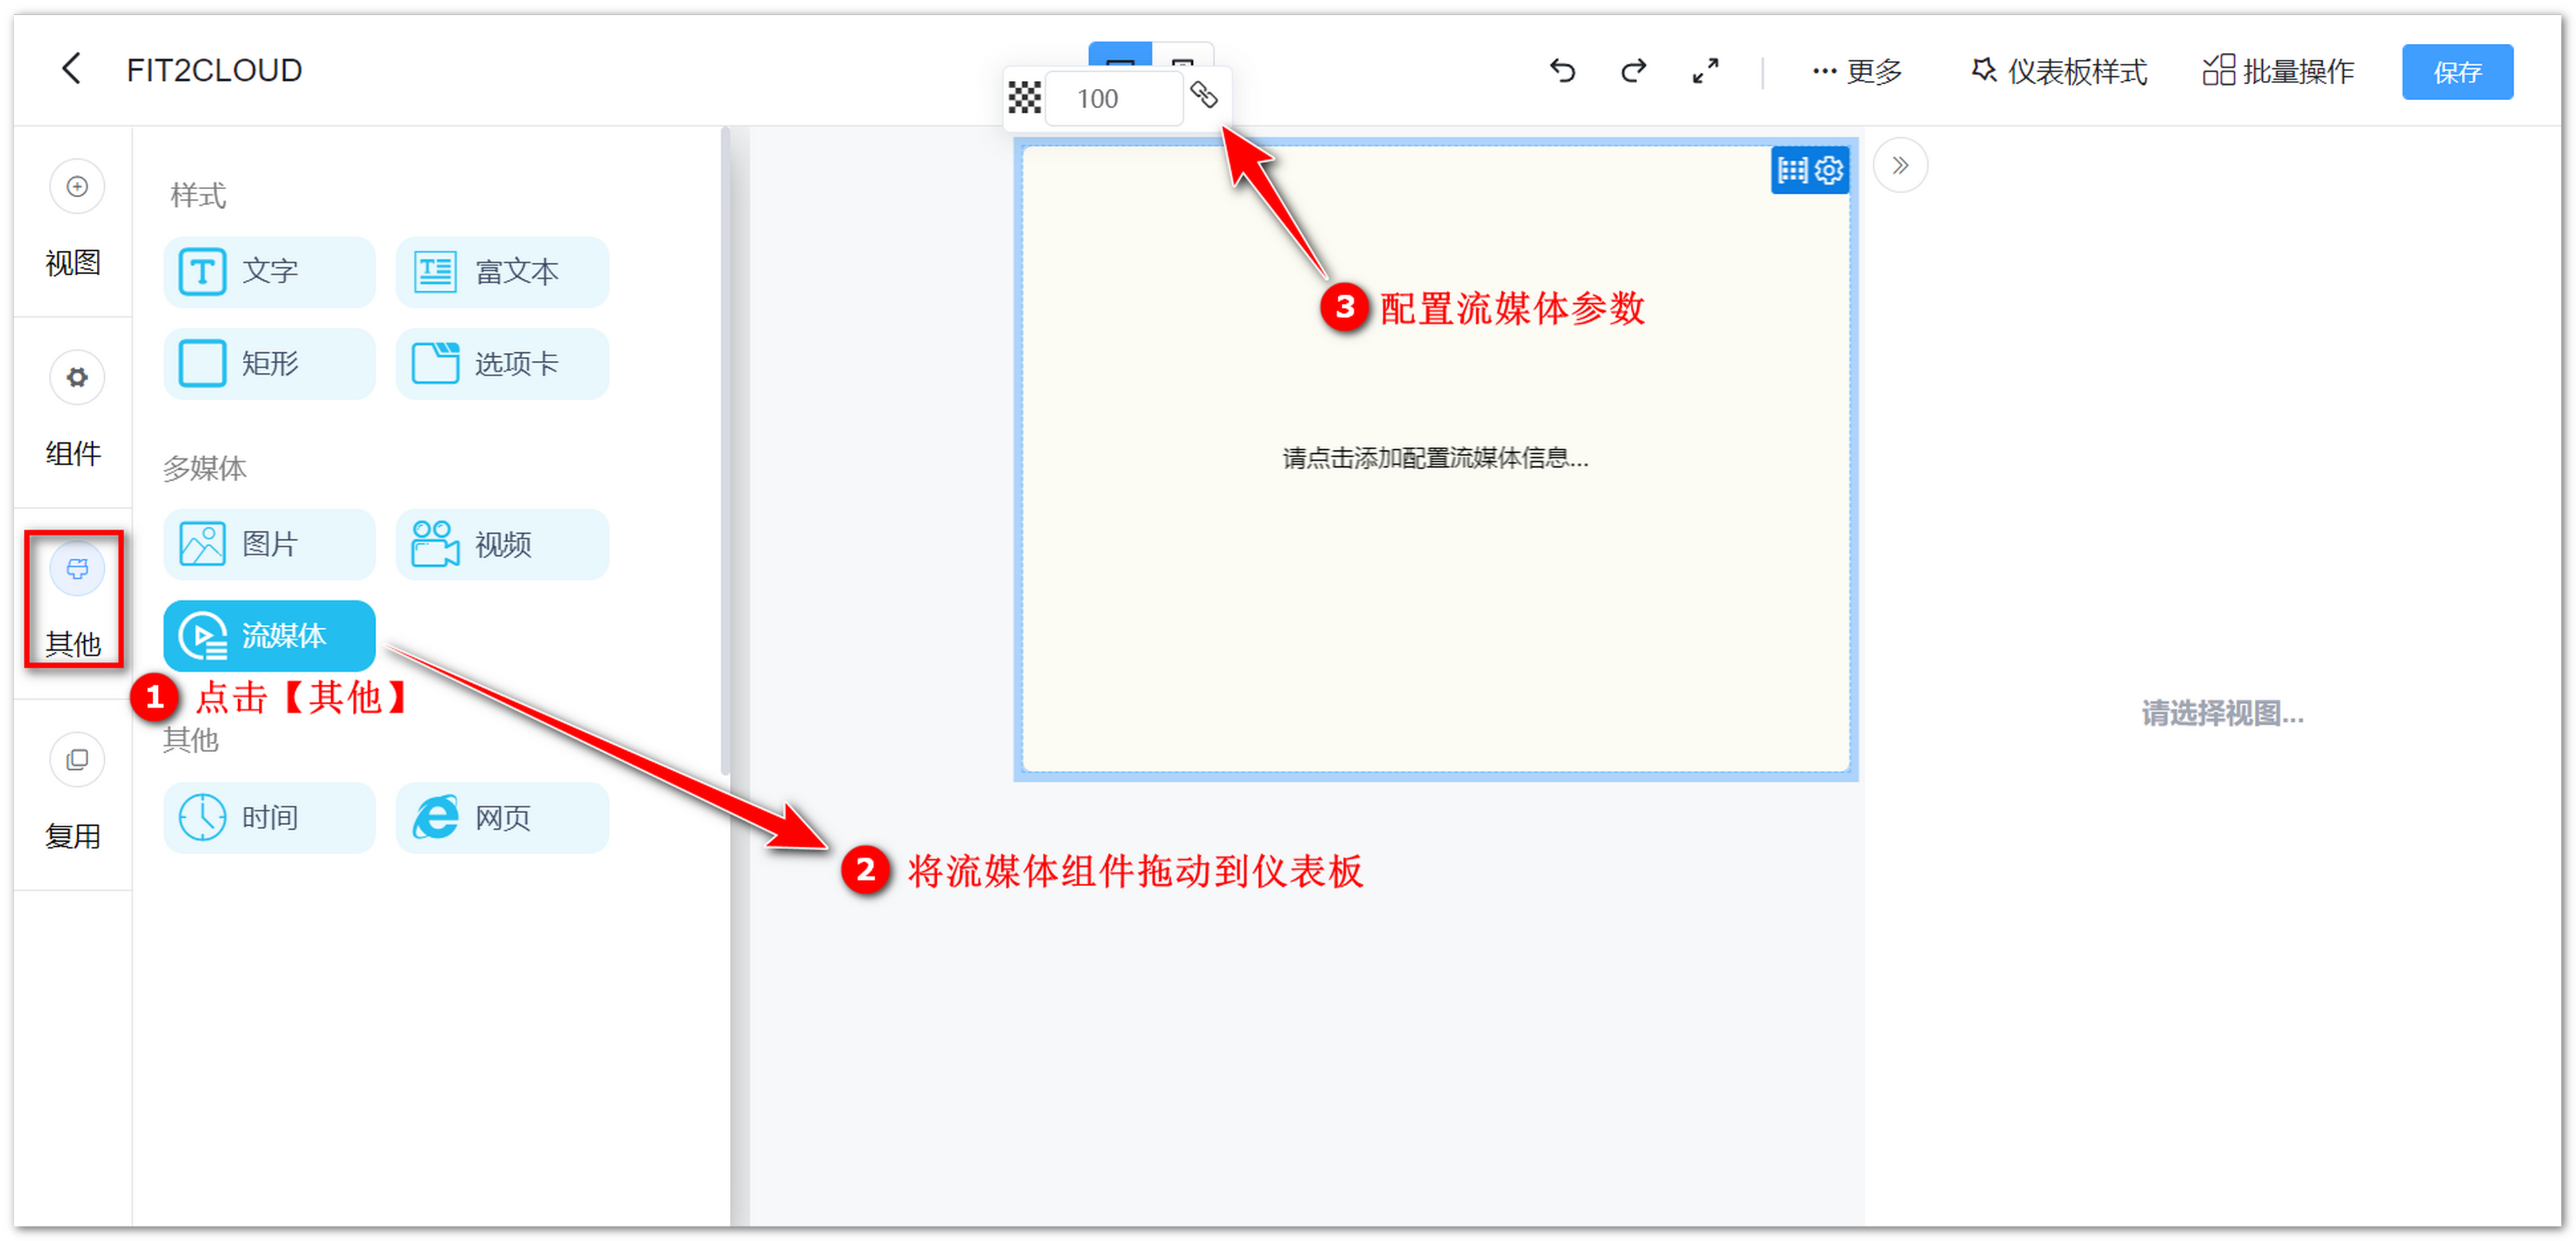 FIT2CLOUD
100
··· 更多
仪表板样式
批量操作
保存
视图
组件
其他
复用
样式
文字
富文本
矩形
选项卡
多媒体
图片
视频
流媒体
1 点击【其他】
其他
时间
网页
2 将流媒体组件拖动到仪表板
3 配置流媒体参数
请点击添加配置流媒体信息...
请选择视图...